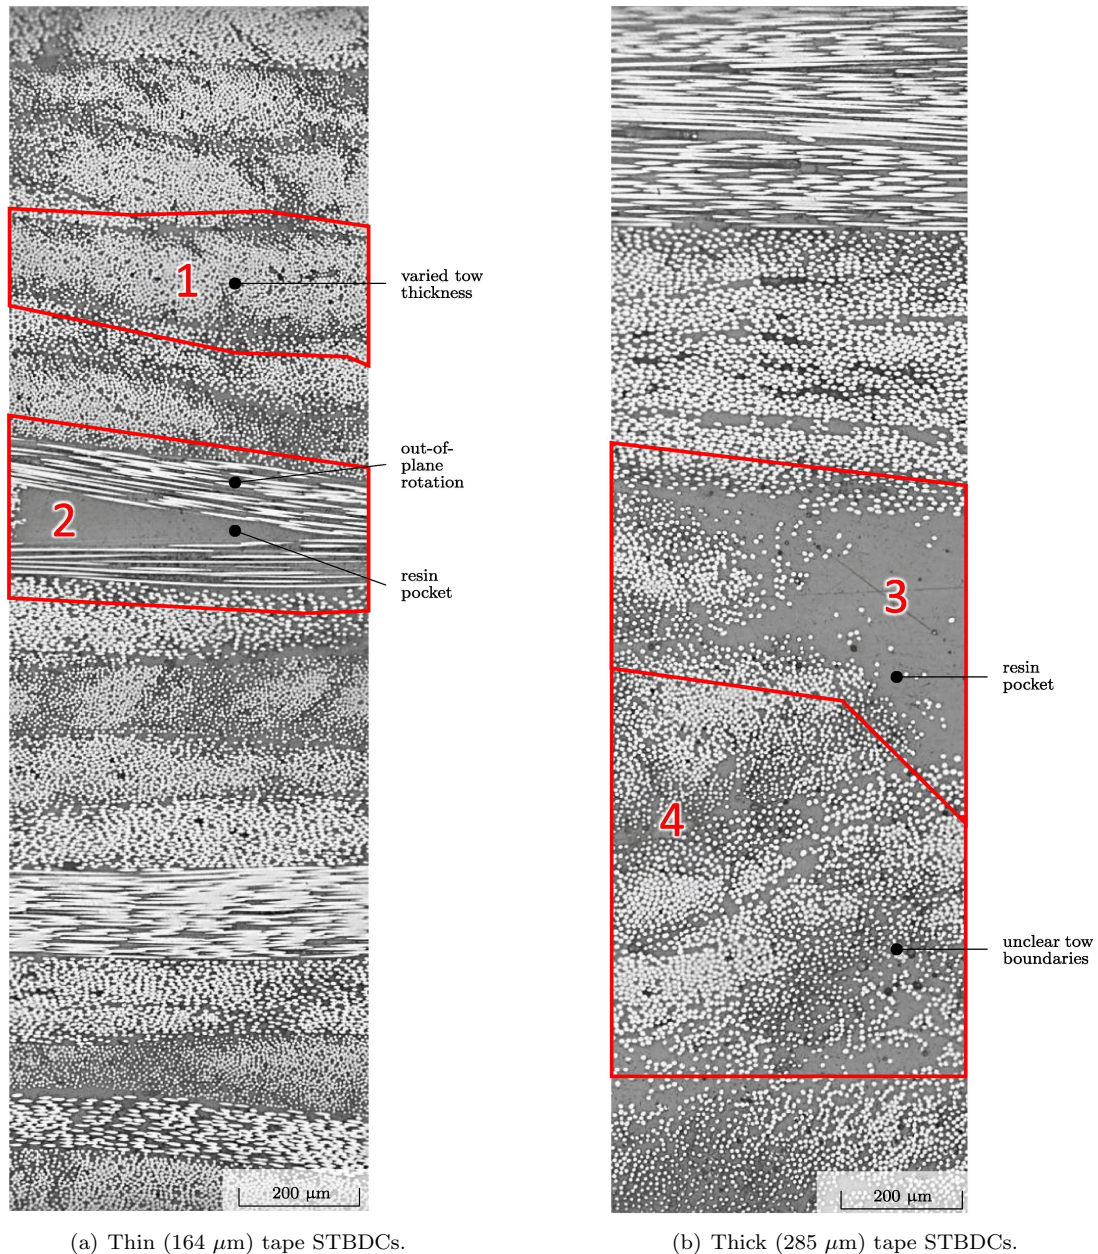 1
varied tow
thickness
out-of-
plane
rotation
2
resin
pocket
200 µm
(a) Thin (164 µm) tape STBDCs.
3
resin
pocket
4
unclear tow
boundaries
200 µm
(b) Thick (285 µm) tape STBDCs.